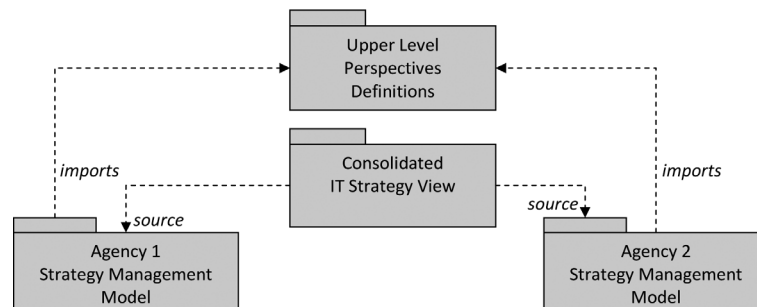 Upper Level
Perspectives
Definitions
Consolidated
IT Strategy View
imports
imports
source
source
Agency 1
Strategy Management
Model
Agency 2
Strategy Management
Model